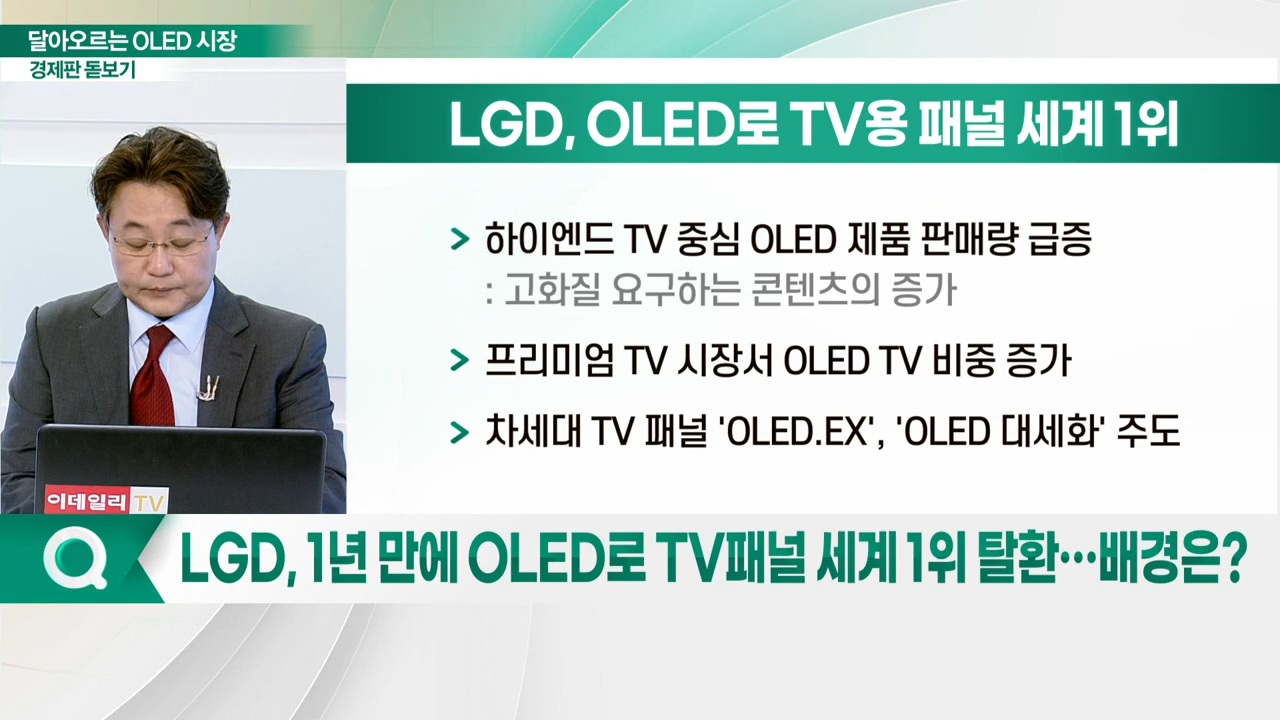 달아오르는 OLED 시장
경제판 돋보기
LGD, OLED로 TV용 패널 세계 1위
> 하이엔드 TV 중심 OLED 제품 판매량 급증
: 고화질 요구하는 콘텐츠의 증가
> 프리미엄 TV 시장서 OLED TV 비중 증가
> 차세대 TV 패널 'OLED.EX', 'OLED 대세화' 주도
이데일리 TV
Q LGD, 1년 만에 OLED로 TV패널 세계 1위 탈환…배경은?